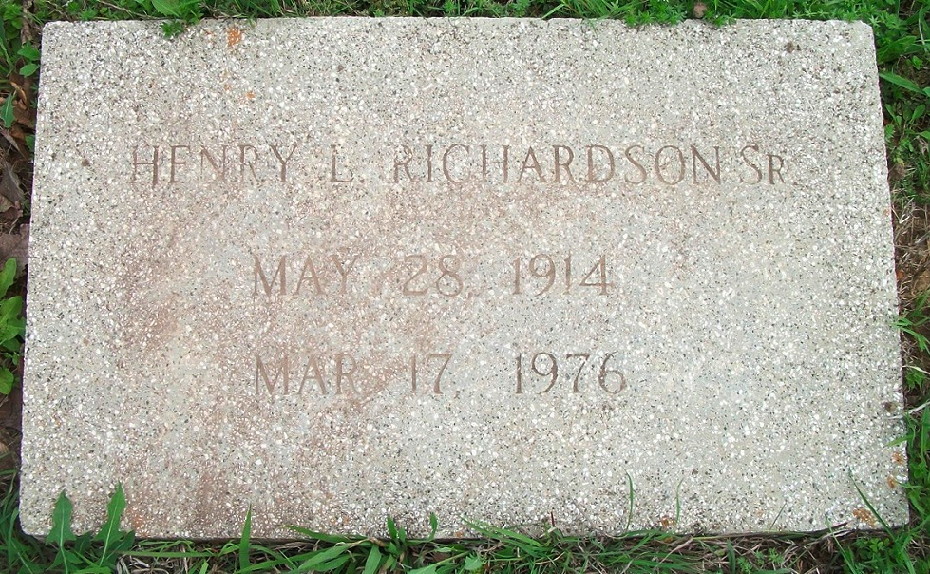 HENRY L. RICHARDSON, SR.
MAY 28, 1914
MAR. 17, 1976